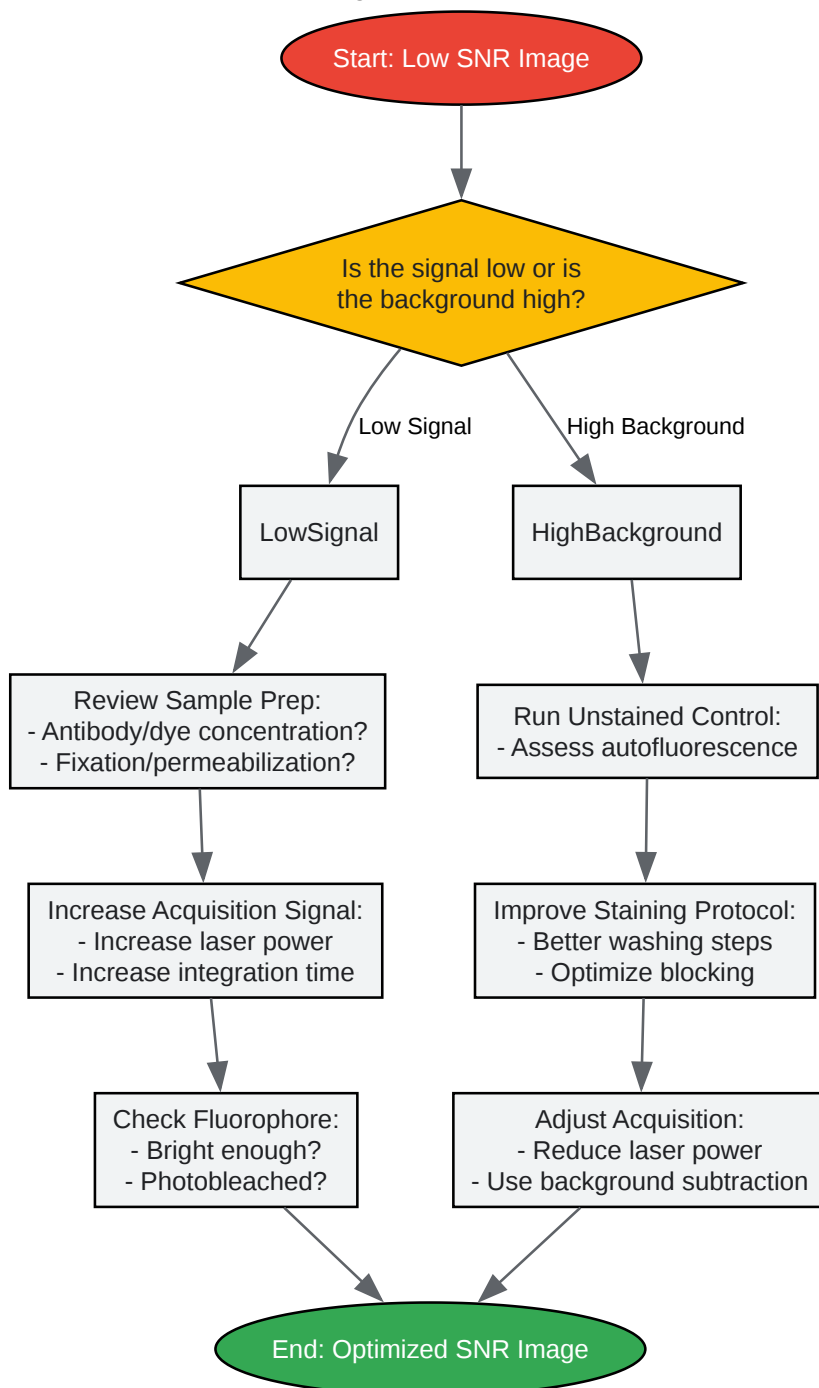 Start: Low SNR Image
Is the signal low or is
the background high?
Low Signal
High Background
LowSignal
HighBackground
Review Sample Prep:
- Antibody/dye concentration?
- Fixation/permeabilization?
Run Unstained Control:
- Assess autofluorescence
Increase Acquisition Signal:
- Increase laser power
- Increase integration time
Improve Staining Protocol:
- Better washing steps
- Optimize blocking
Check Fluorophore:
- Bright enough?
- Photobleached?
Adjust Acquisition:
- Reduce laser power
- Use background subtraction
End: Optimized SNR Image